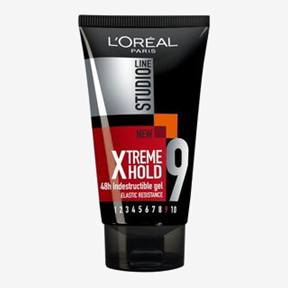 L'ORÉAL
PARIS
STUDIO LINE
NEW
XTREME
HOLD
9
48h Indestructible gel
ELASTIC RESISTANCE
1 2 3 4 5 6 7 8 9 10